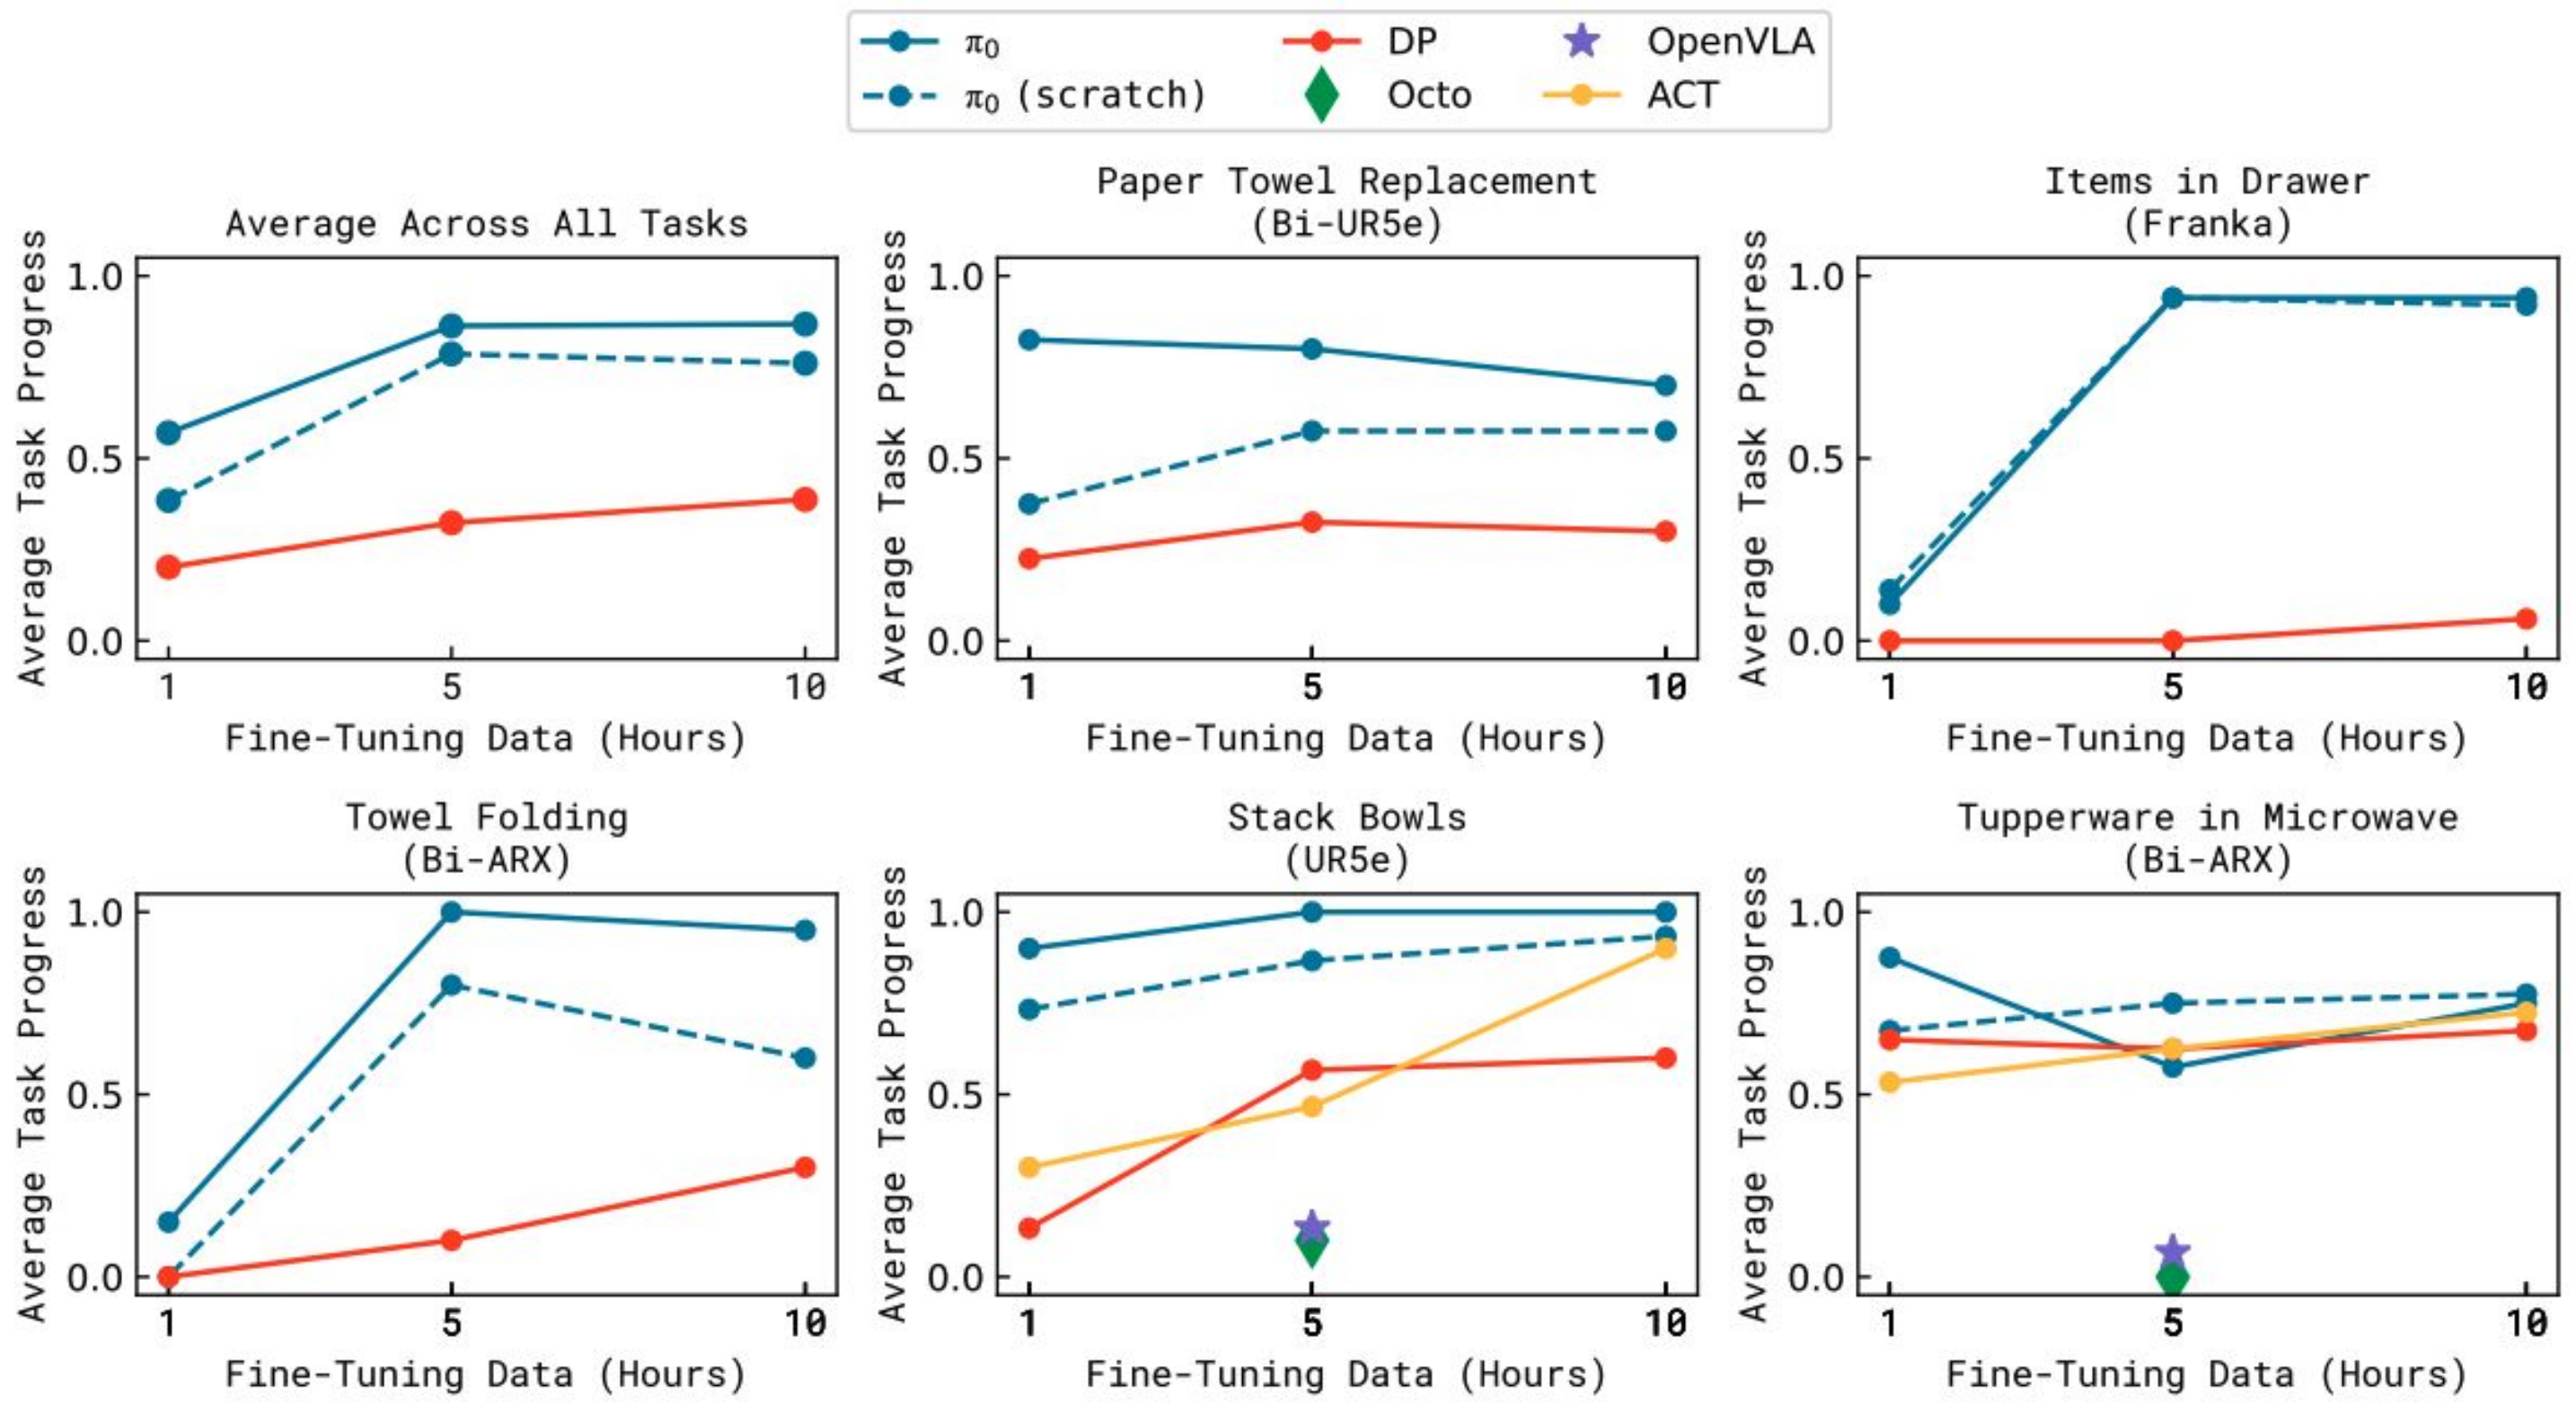 π0
DP
OpenVLA
π0 (scratch)
Octo
ACT
Average Across All Tasks
Average Task Progress
1.0
0.5
0.0
1 5 10
Fine-Tuning Data (Hours)
Paper Towel Replacement
(Bi-UR5e)
Average Task Progress
1.0
0.5
0.0
1 5 10
Fine-Tuning Data (Hours)
Items in Drawer
(Franka)
Average Task Progress
1.0
0.5
0.0
1 5 10
Fine-Tuning Data (Hours)
Towel Folding
(Bi-ARX)
Average Task Progress
1.0
0.5
0.0
1 5 10
Fine-Tuning Data (Hours)
Stack Bowls
(UR5e)
Average Task Progress
1.0
0.5
0.0
1 5 10
Fine-Tuning Data (Hours)
Tupperware in Microwave
(Bi-ARX)
Average Task Progress
1.0
0.5
0.0
1 5 10
Fine-Tuning Data (Hours)